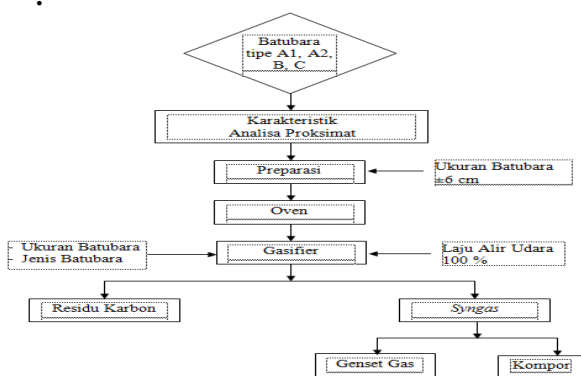 Batubara
tipe A1, A2,
B, C
Karakteristik
Analisa Proksimat
Preparasi
Ukuran Batubara
±6 cm
Oven
- Ukuran Batubara
- Jenis Batubara
Gasifier
Laju Alir Udara
100 %
Residu Karbon
Syngas
Genset Gas
Kompor